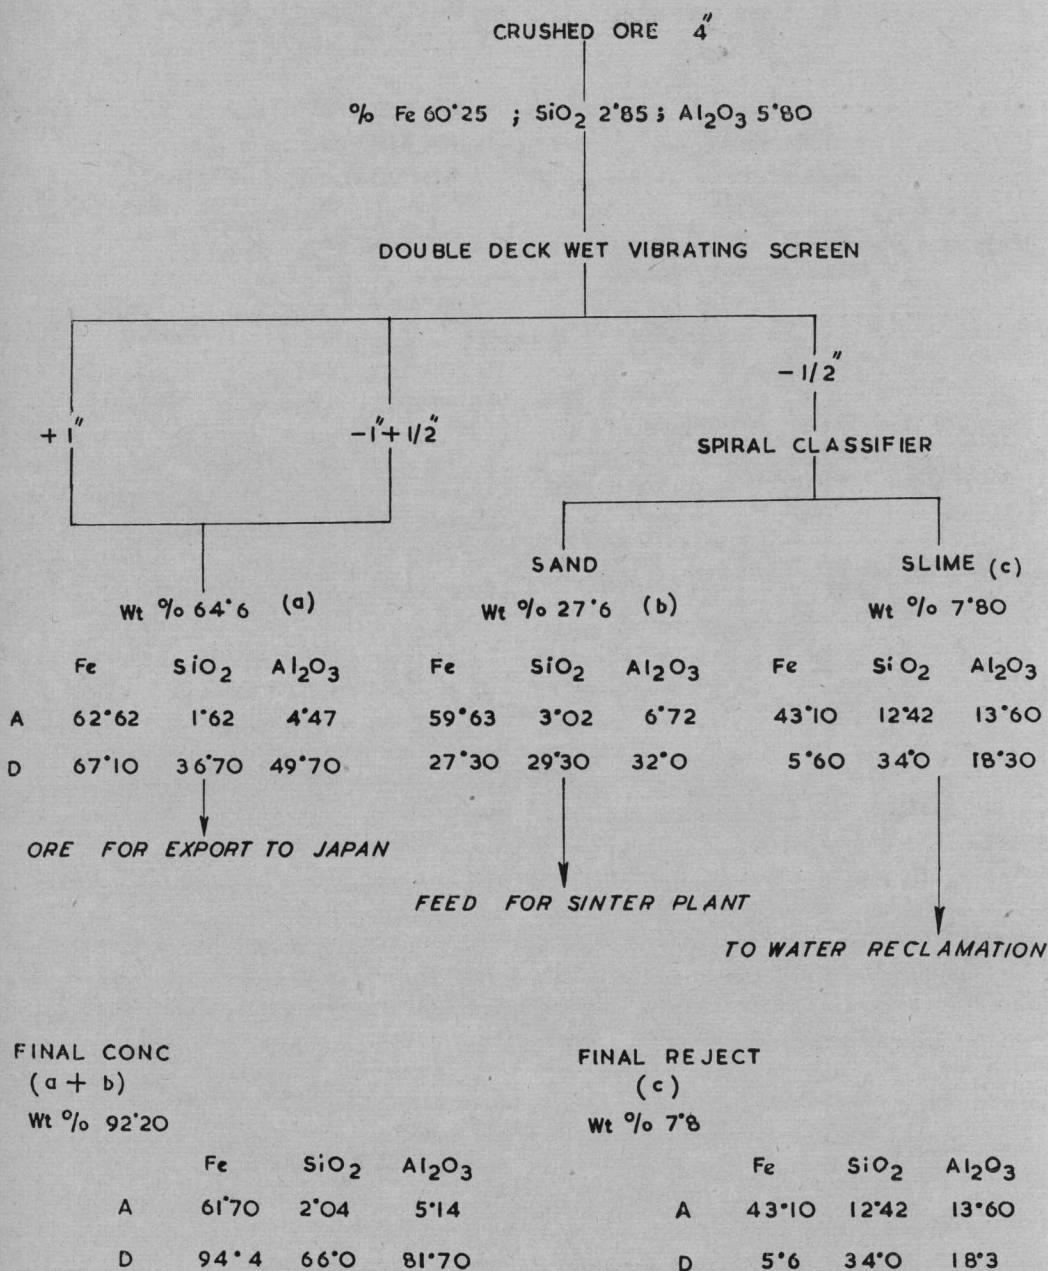 CRUSHED ORE 4"
% Fe 60·25 ; SiO₂ 2·85 ; Al₂O₃ 5·80
DOUBLE DECK WET VIBRATING SCREEN
- 1/2"
+ 1"
-1"+ 1/2"
SPIRAL CLASSIFIER
SAND
SLIME (c)
Wt % 64·6 (a)
Wt % 27·6 (b)
Wt % 7·80
Fe SiO₂ Al₂O₃ Fe SiO₂ Al₂O₃ Fe SiO₂ Al₂O₃
A 62·62 1·62 4·47 59·63 3·02 6·72 43·10 12·42 13·60
D 67·10 36·70 49·70 27·30 29·30 32·0 5·60 34·0 18·30
ORE FOR EXPORT TO JAPAN
FEED FOR SINTER PLANT
TO WATER RECLAMATION
FINAL CONC
(a + b)
Wt % 92·20
Fe SiO₂ Al₂O₃
A 61·70 2·04 5·14
D 94·4 66·0 81·70
FINAL REJECT
(c)
Wt % 7·8
Fe SiO₂ Al₂O₃
A 43·10 12·42 13·60
D 5·6 34·0 18·3